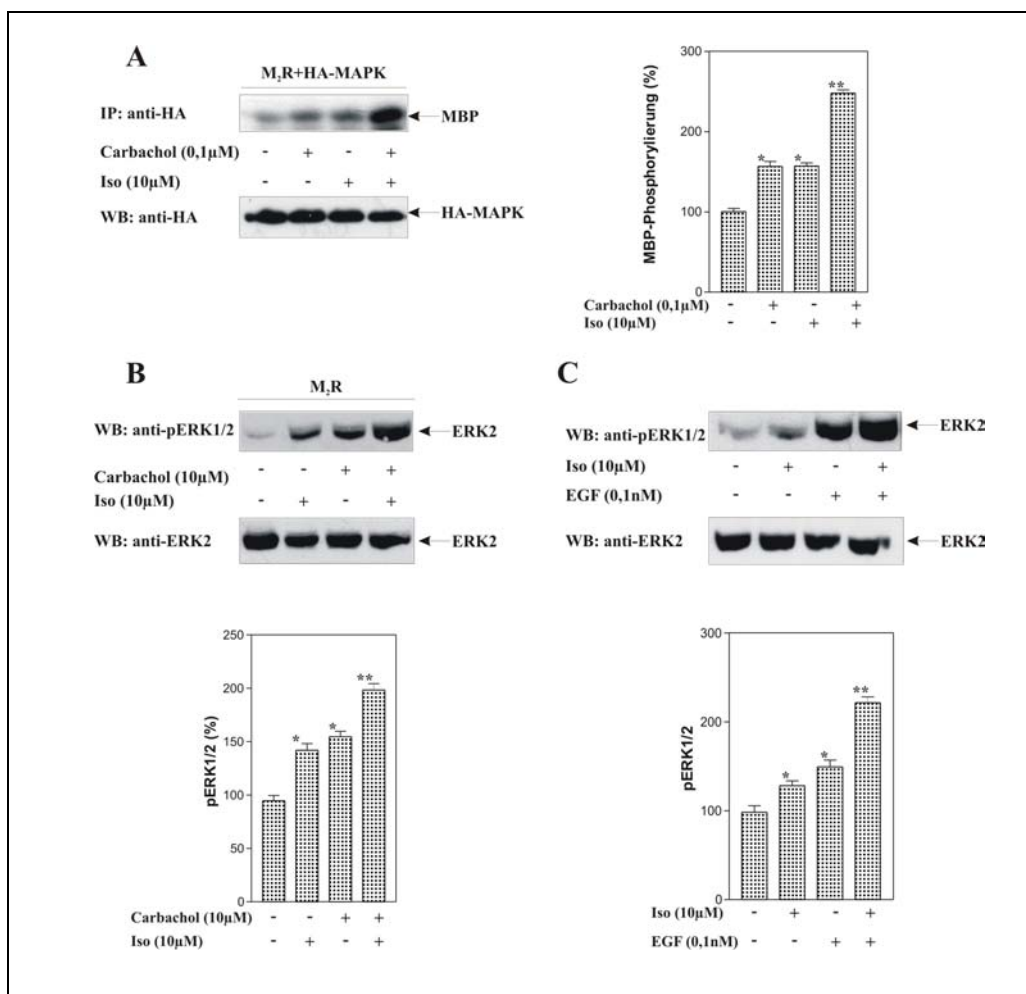 A
M₂R+HA-MAPK
IP: anti-HA
MBP
Carbachol (0,1µM) - + - +
Iso (10µM) - - + +
WB: anti-HA
HA-MAPK
MBP-Phosphorylierung (%)
300
200
100
0
*
*
**
Carbachol (0,1µM) - + - +
Iso (10µM) - - + +
B
M₂R
WB: anti-pERK1/2
ERK2
Carbachol (10µM) - - + +
Iso (10µM) - + - +
WB: anti-ERK2
ERK2
pERK1/2 (%)
250
200
150
100
50
0
*
*
**
Carbachol (10µM) - - + +
Iso (10µM) - + - +
C
WB: anti-pERK1/2
ERK2
Iso (10µM) - + - +
EGF (0,1nM) - - + +
WB: anti-ERK2
ERK2
pERK1/2
300
200
100
0
*
*
**
Iso (10µM) - + - +
EGF (0,1nM) - - + +